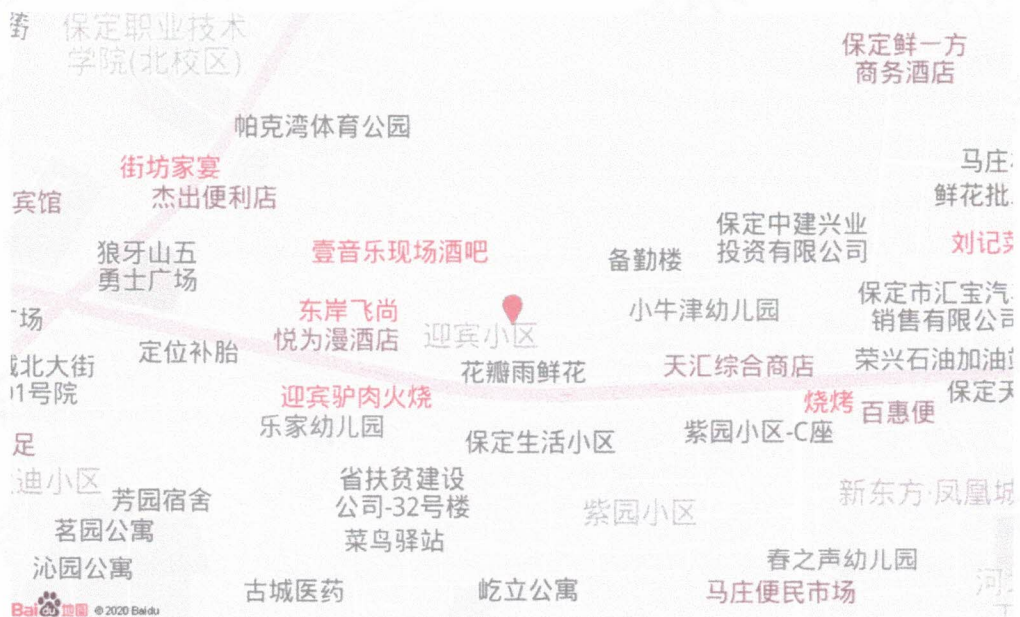 街
保定职业技术
学院(北校区)
保定鲜一方
商务酒店
帕克湾体育公园
街坊家宴
杰出便利店
宾馆
马庄
鲜花批
保定中建兴业
投资有限公司
刘记
狼牙山五
勇士广场
壹音乐现场酒吧
备勤楼
东岸飞尚
悦为漫酒店
迎宾小区
小牛津幼儿园
保定市汇宝汽
销售有限公司
广场
定位补胎
城北大街
01号院
花瓣雨鲜花
天汇综合商店
荣兴石油加油站
保定天
迎宾驴肉火烧
乐家幼儿园
烧烤
百惠便
足
保定生活小区
紫园小区-C座
迪小区
芳园宿舍
省扶贫建设
公司-32号楼
紫园小区
新东方·凤凰城
茗园公寓
菜鸟驿站
沁园公寓
春之声幼儿园
河
古城医药
屹立公寓
马庄便民市场
Bai du 地图
© 2020 Baidu